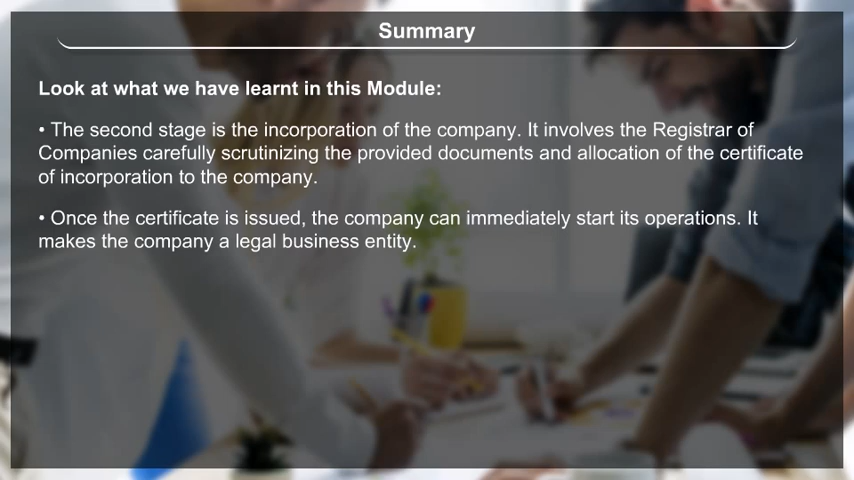 Summary
Look at what we have learnt in this Module:
• The second stage is the incorporation of the company. It involves the Registrar of
Companies carefully scrutinizing the provided documents and allocation of the certificate
of incorporation to the company.
• Once the certificate is issued, the company can immediately start its operations. It
makes the company a legal business entity.